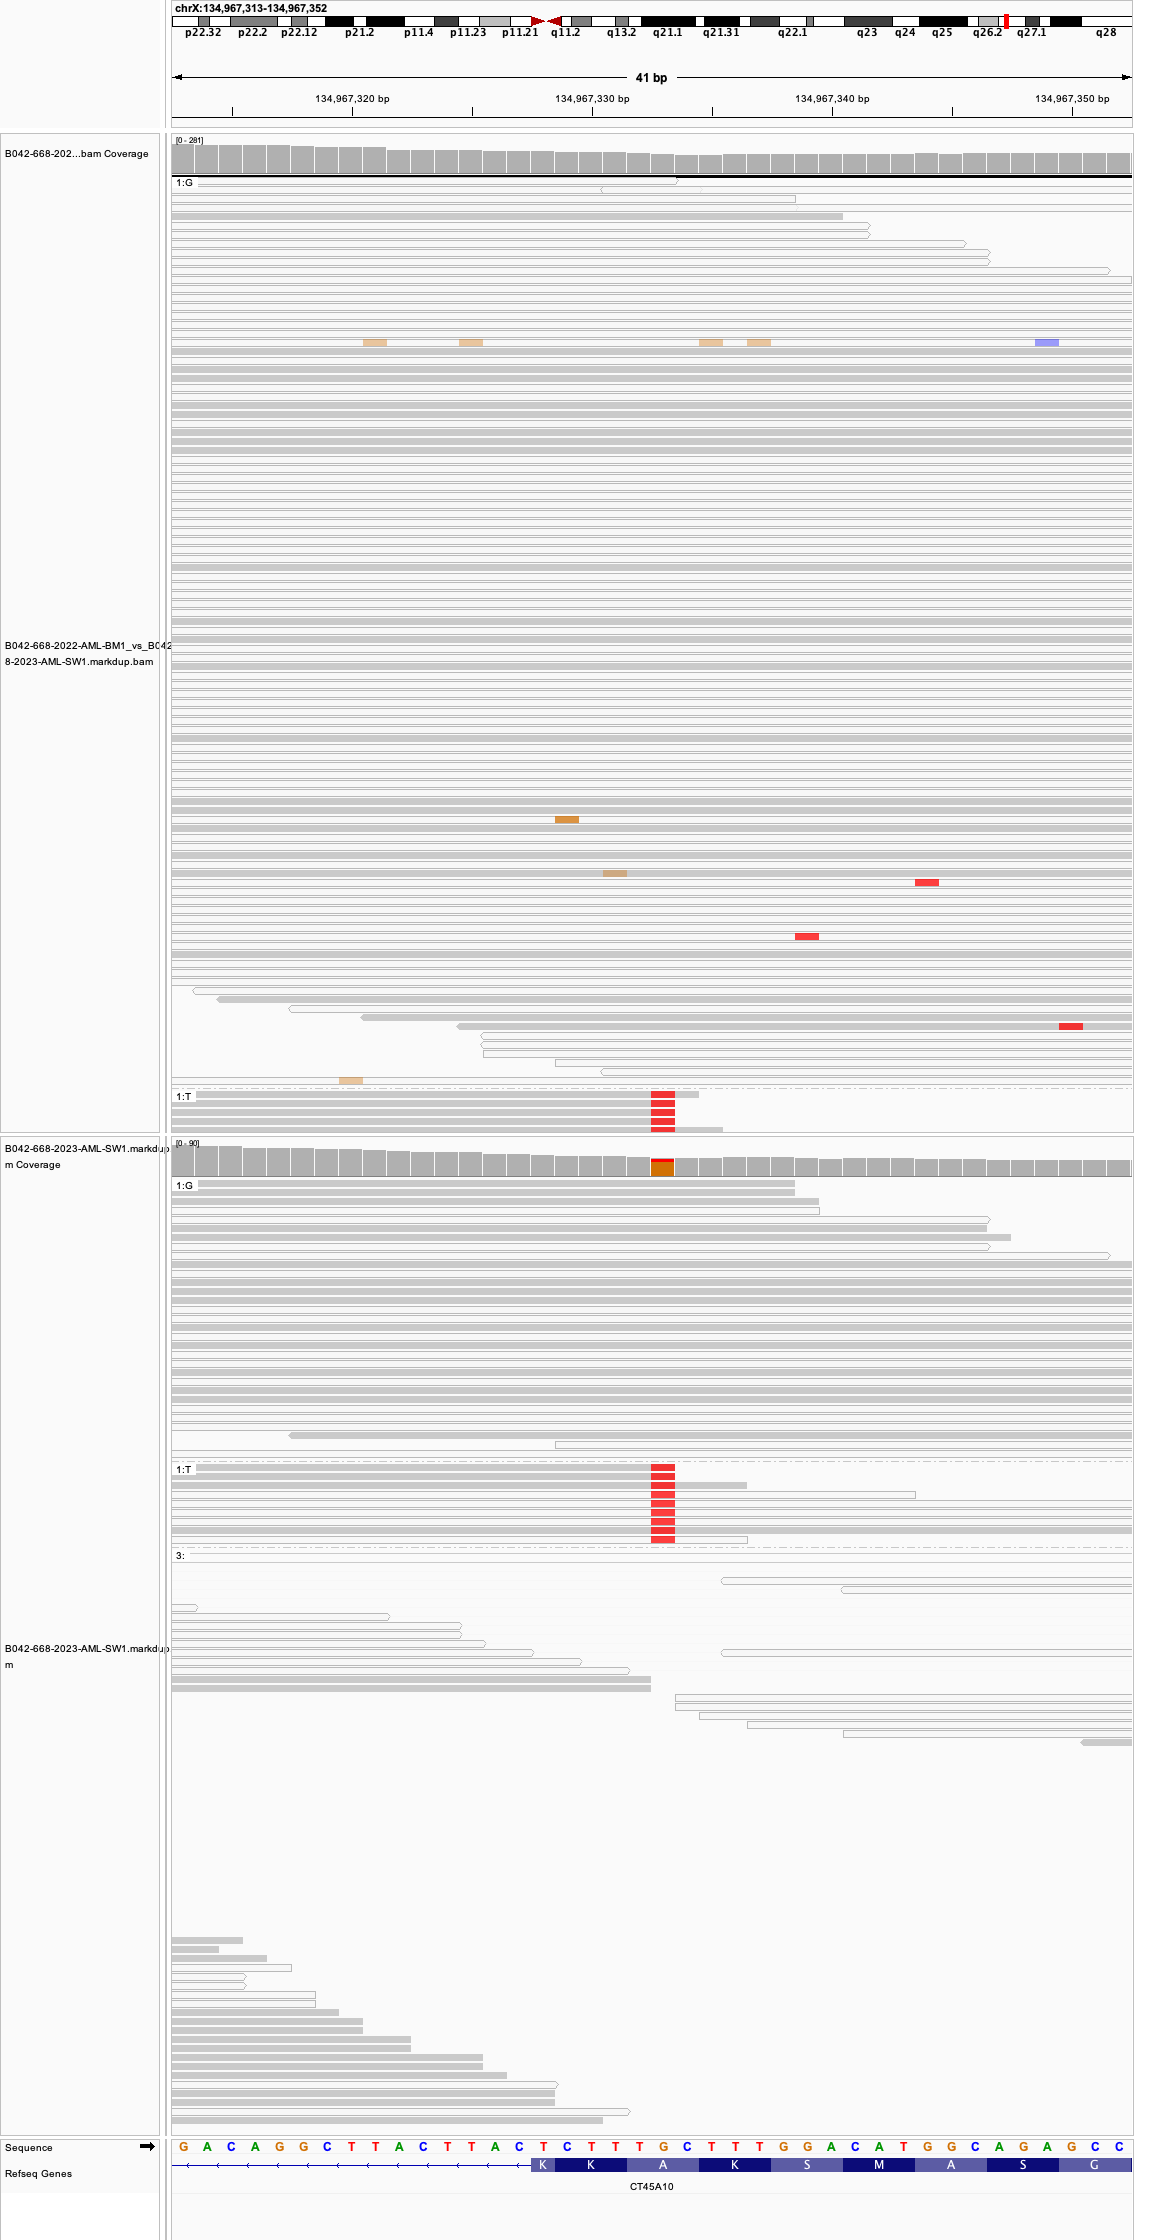 chrX:134,967,313-134,967,352
p22.32 p22.2 p22.12 p21.2 p11.4 p11.23 p11.21 q11.2 q13.2 q21.1 q21.31 q22.1 q23 q24 q25 q26.2 q27.1 q28
41 bp
134,967,320 bp 134,967,330 bp 134,967,340 bp 134,967,350 bp
[0 - 281]
B042-668-202...bam Coverage
1:G
B042-668-2022-AML-BM1_vs_B042
8-2023-AML-SW1.markdup.bam
1:T
[0 - 90]
B042-668-2023-AML-SW1.markdup
m Coverage
1:G
1:T
3:
B042-668-2023-AML-SW1.markdup
m
Sequence G A C A G G C T T A C T T A C T C T T T G C T T T G G A C A T G G C A G A G C C
Refseq Genes K K A K S M A S G
CT45A10